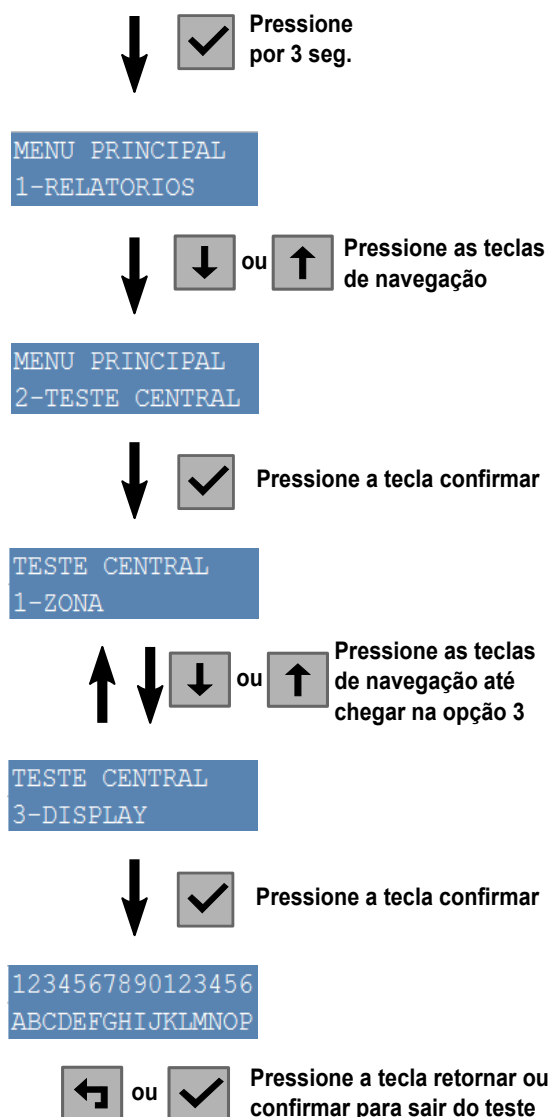 Pressione
por 3 seg.
MENU PRINCIPAL
1-RELATORIOS
ou
Pressione as teclas
de navegação
MENU PRINCIPAL
2-TESTE CENTRAL
Pressione a tecla confirmar
TESTE CENTRAL
1-ZONA
ou
Pressione as teclas
de navegação até
chegar na opção 3
TESTE CENTRAL
3-DISPLAY
Pressione a tecla confirmar
1234567890123456
ABCDEFGHIJKLMNOP
ou
Pressione a tecla retornar ou
confirmar para sair do teste